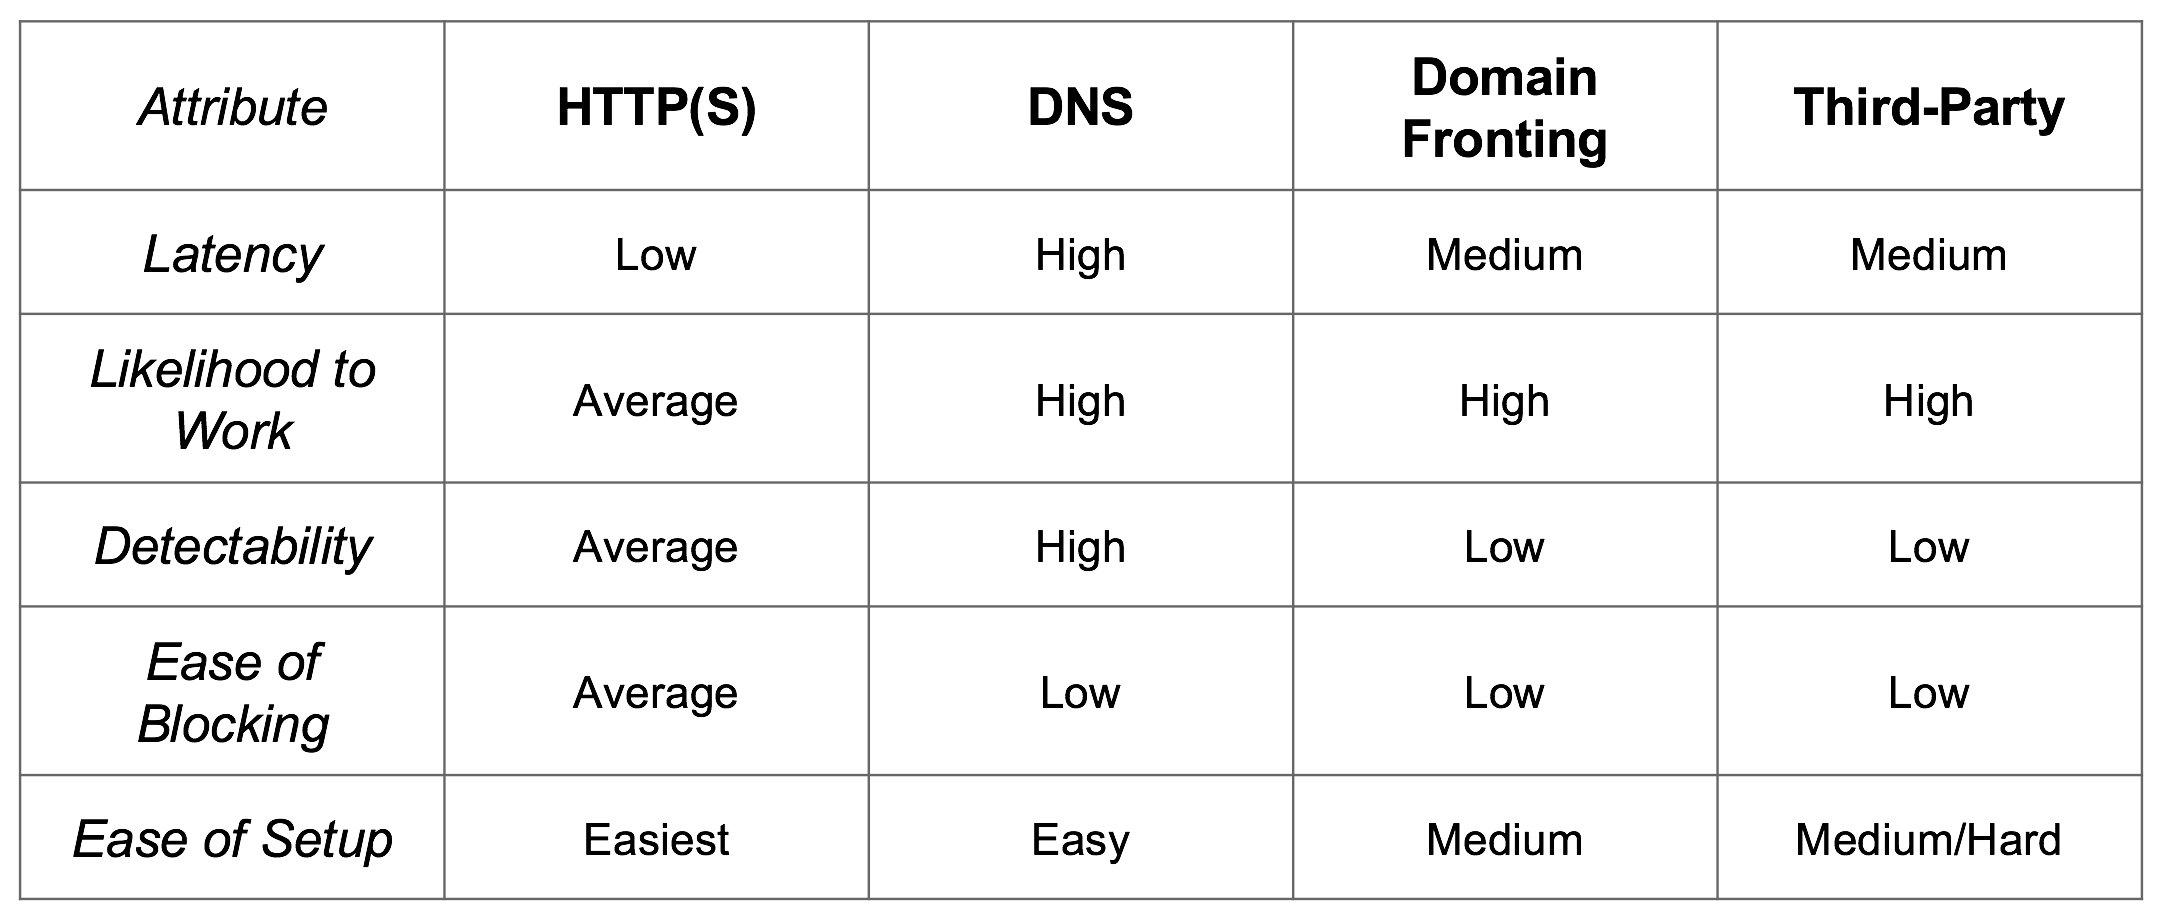 Attribute
HTTP(S)
DNS
Domain
Fronting
Third-Party
Latency
Low
High
Medium
Medium
Likelihood to
Work
Average
High
High
High
Detectability
Average
High
Low
Low
Ease of
Blocking
Average
Low
Low
Low
Ease of Setup
Easiest
Easy
Medium
Medium/Hard